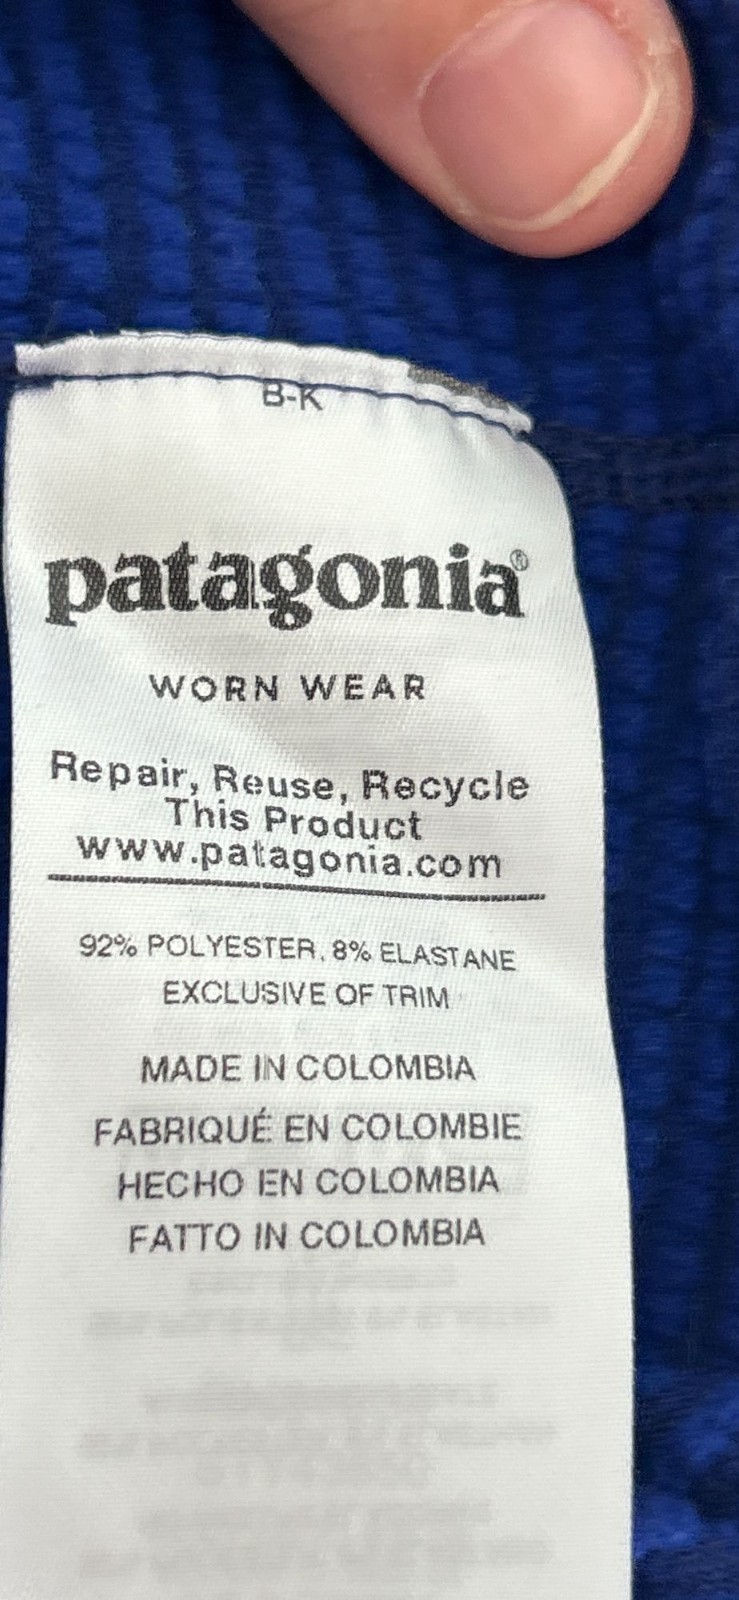 B-K
patagonia®
WORN WEAR
Repair, Reuse, Recycle
This Product
www.patagonia.com
92% POLYESTER, 8% ELASTANE
EXCLUSIVE OF TRIM
MADE IN COLOMBIA
FABRIQUÉ EN COLOMBIE
HECHO EN COLOMBIA
FATTO IN COLOMBIA